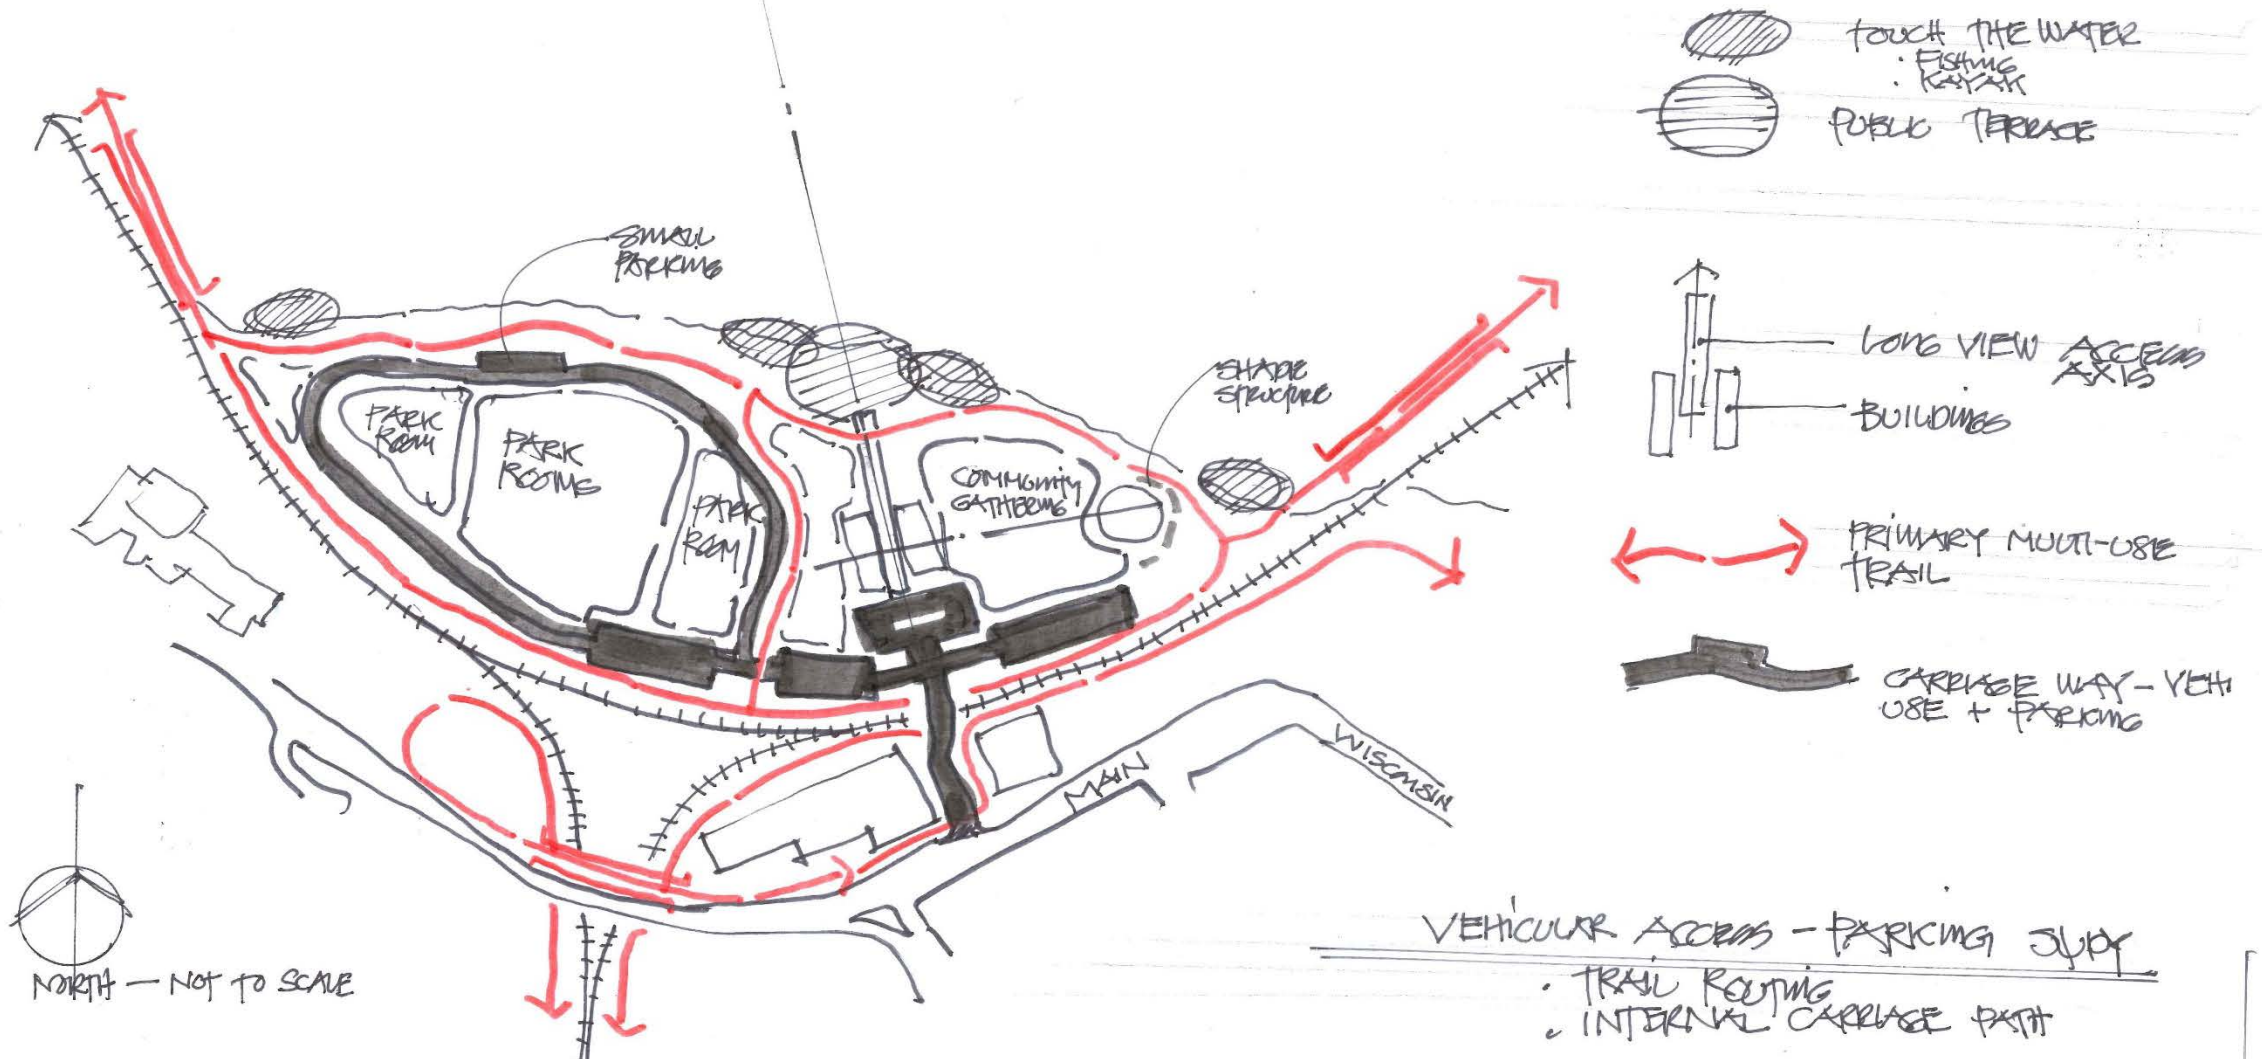 TOUCH THE WATER
· FISHING
· KAYAK
PUBLIC TERRACE
SMALL
PARKING
SHADE
STRUCTURE
LONG VIEW ACCESS
AXIS
BUILDINGS
PARK
ROOM
PARK
ROOMS
PARK
ROOM
COMMUNITY
GATHERING
PRIMARY MULTI-USE
TRAIL
CARRIAGE WAY - VEH
USE + PARKING
MAIN
WISCONSIN
NORTH — NOT TO SCALE
VEHICULAR ACCESS - PARKING STUDY
· TRAIL ROUTING
· INTERNAL CARRIAGE PATH